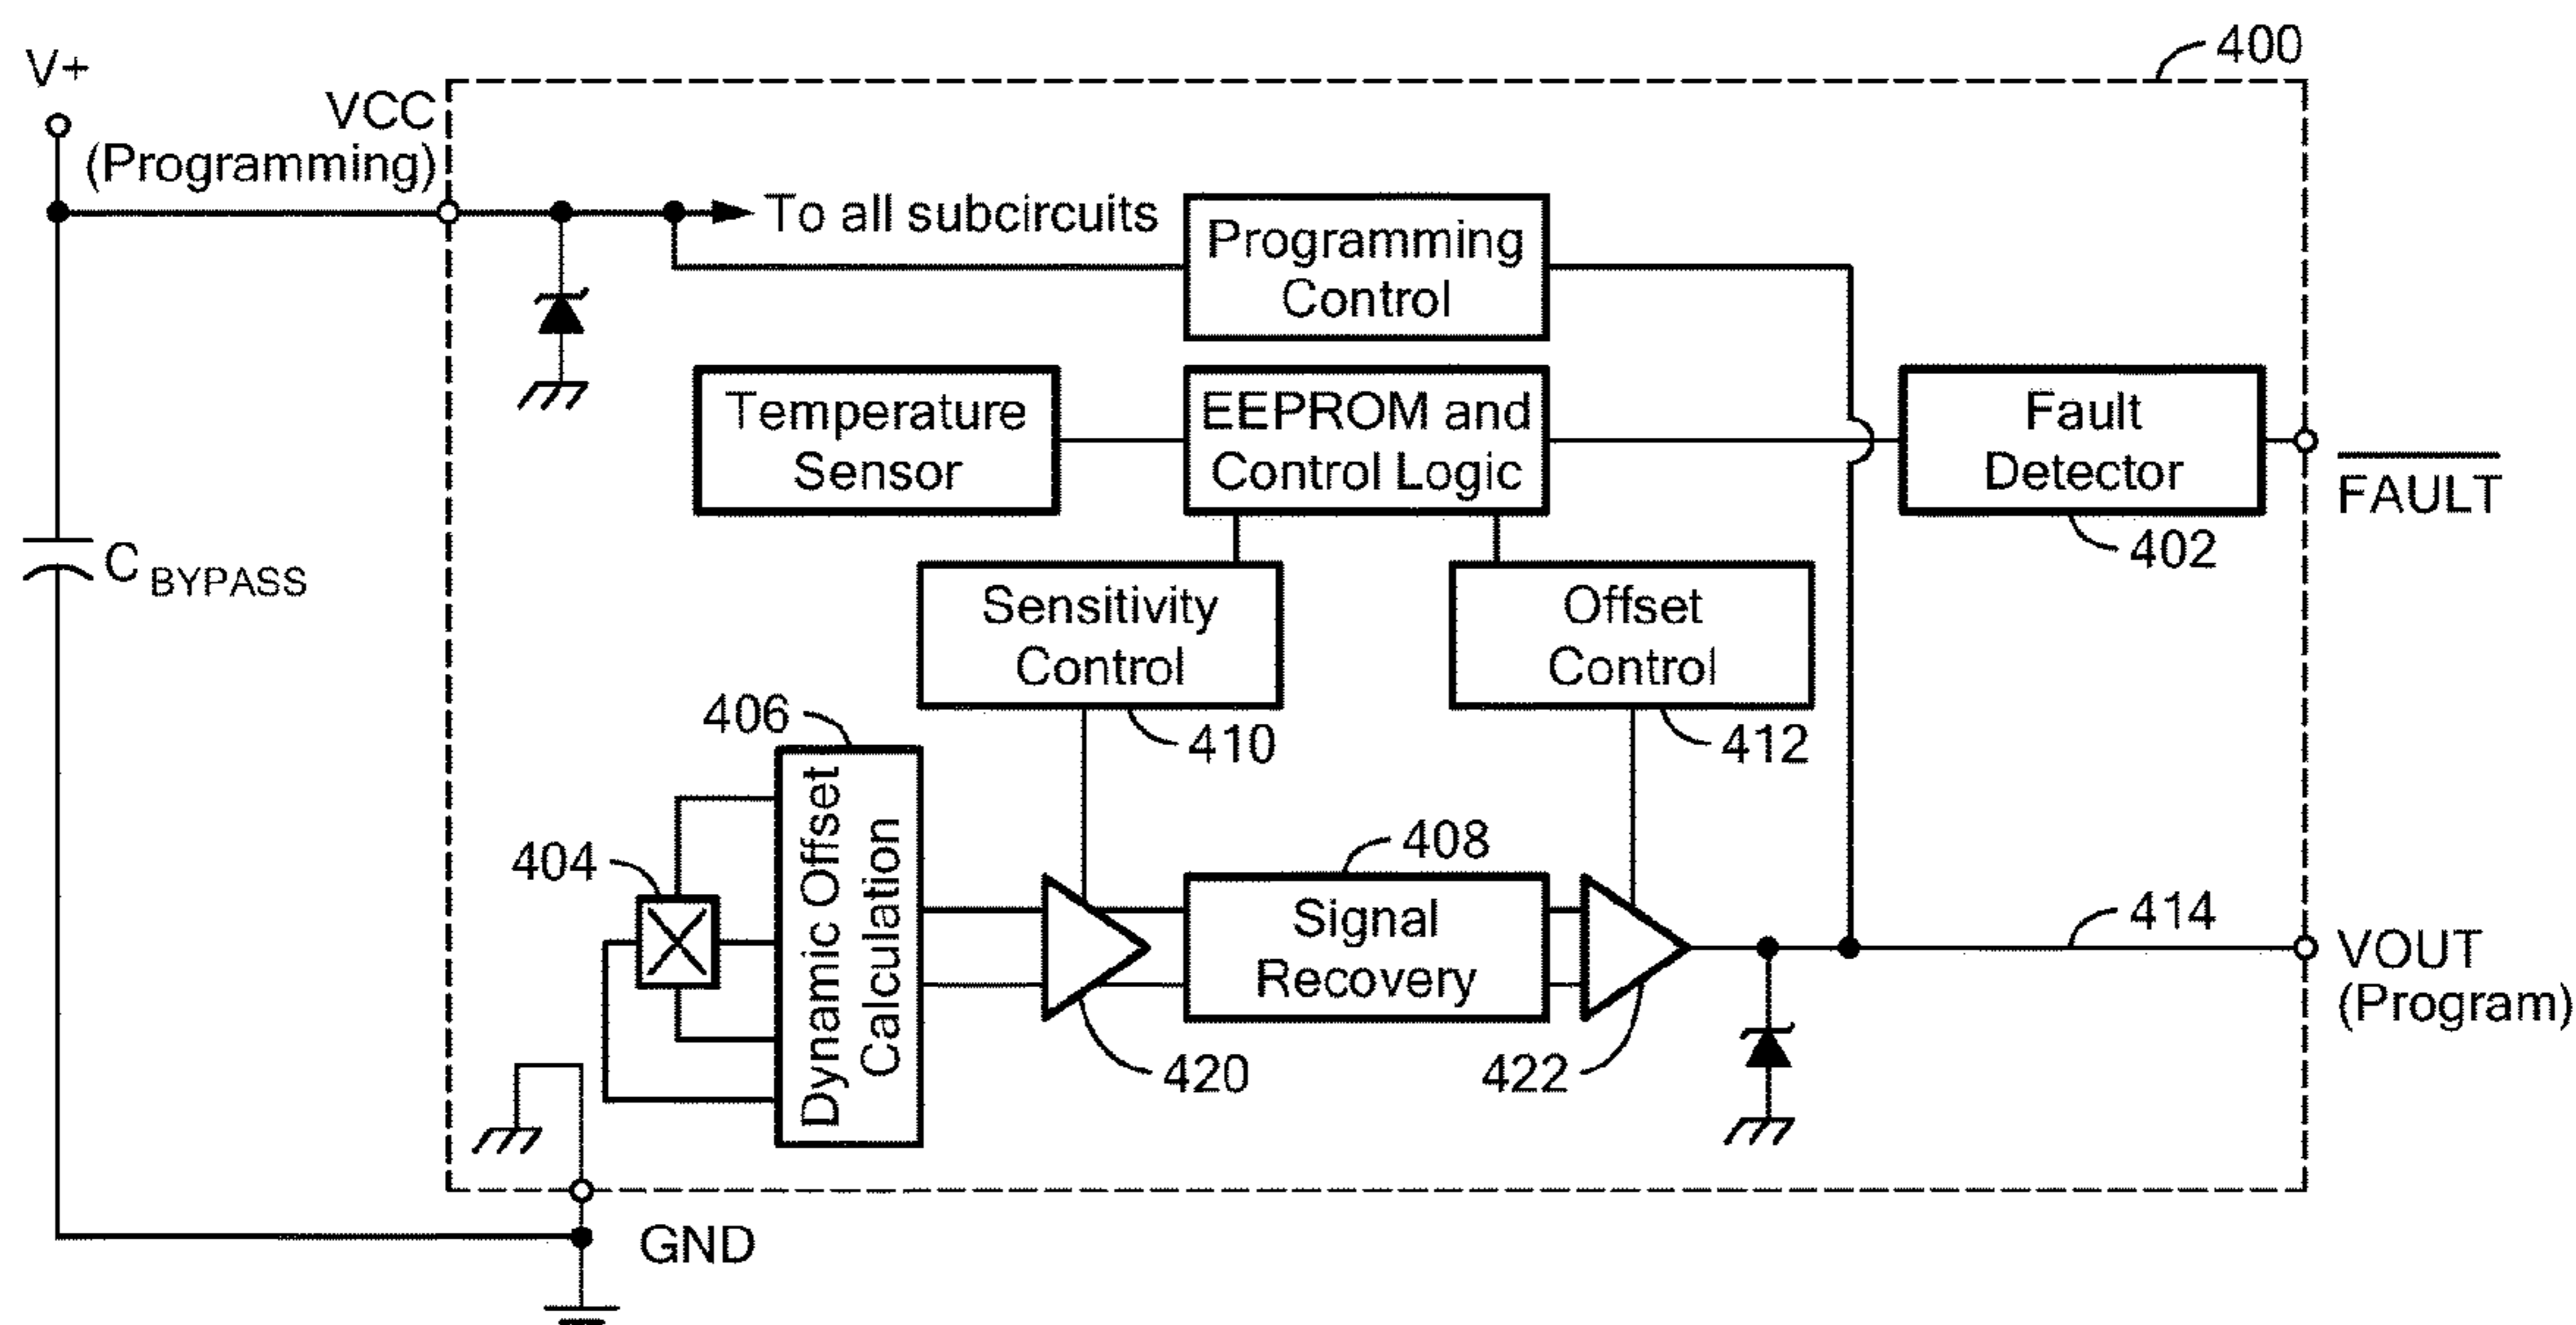 400
V+
VCC
(Programming)
To all subcircuits
Programming
Control
Temperature
Sensor
EEPROM and
Control Logic
Fault
Detector
FAULT
402
C BYPASS
Sensitivity
Control
Offset
Control
406
410
412
Dynamic Offset
Calculation
404
408
Signal
Recovery
414
VOUT
(Program)
420
422
GND